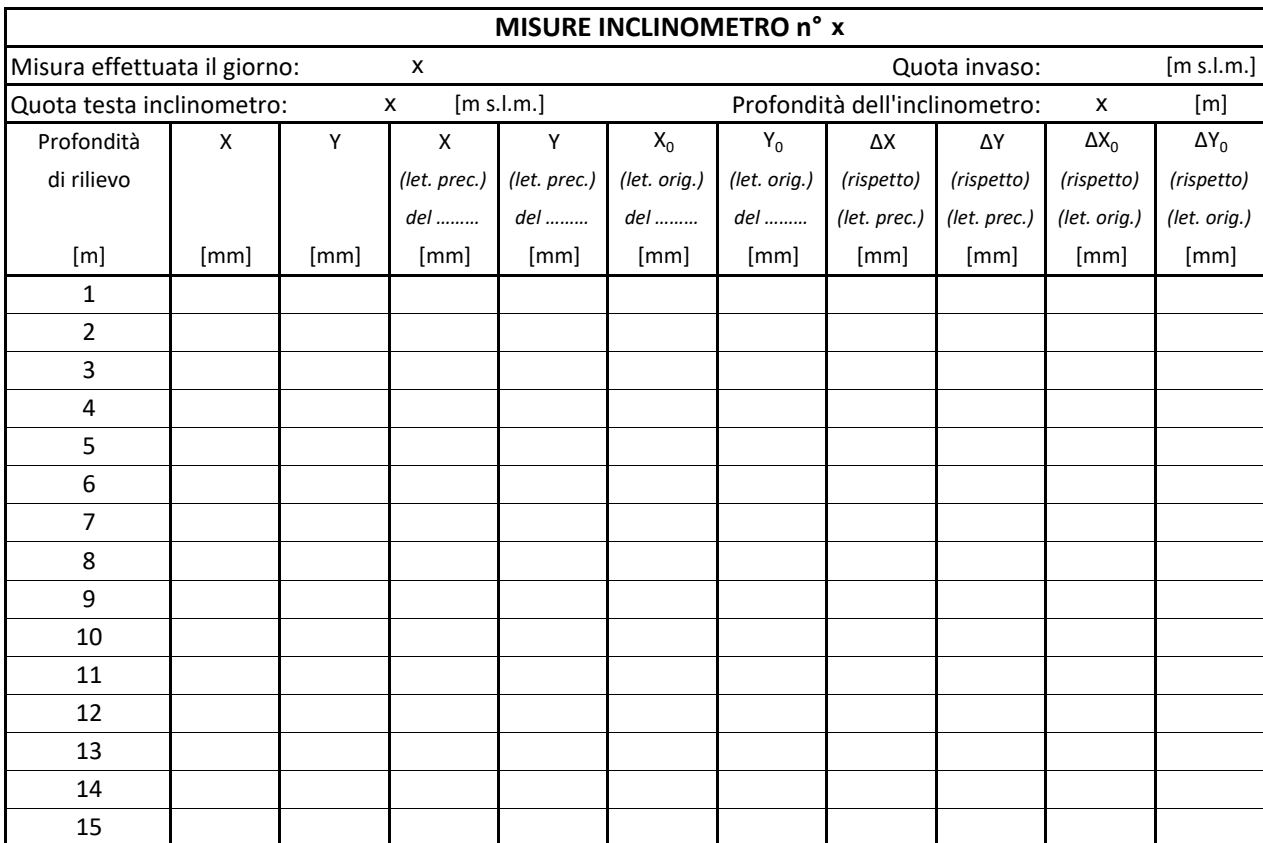 MISURE INCLINOMETRO n° x
Misura effettuata il giorno: x Quota invaso: [m s.l.m.]
Quota testa inclinometro: x [m s.l.m.] Profondità dell'inclinometro: x [m]
Profondità X Y X Y X₀ Y₀ ΔX ΔY ΔX₀ ΔY₀
di rilievo (let. prec.) (let. prec.) (let. orig.) (let. orig.) (rispetto) (rispetto) (rispetto) (rispetto)
del ......... del ......... del ......... del ......... (let. prec.) (let. prec.) (let. orig.) (let. orig.)
[m] [mm] [mm] [mm] [mm] [mm] [mm] [mm] [mm] [mm] [mm]
1
2
3
4
5
6
7
8
9
10
11
12
13
14
15